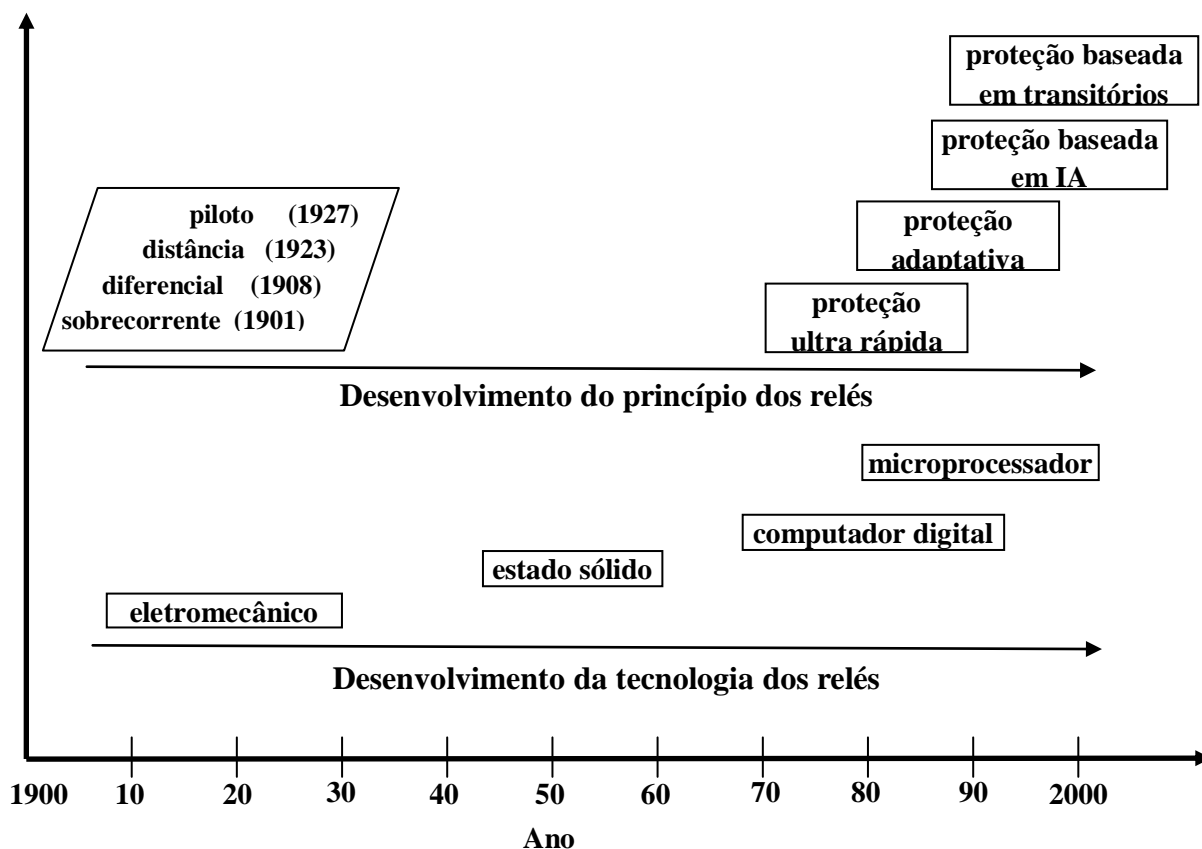 proteção baseada
em transitórios
proteção baseada
em IA
proteção
adaptativa
proteção
ultra rápida
piloto (1927)
distância (1923)
diferencial (1908)
sobrecorrente (1901)
Desenvolvimento do princípio dos relés
microprocessador
computador digital
estado sólido
eletromecânico
Desenvolvimento da tecnologia dos relés
1900 10 20 30 40 50 60 70 80 90 2000
Ano